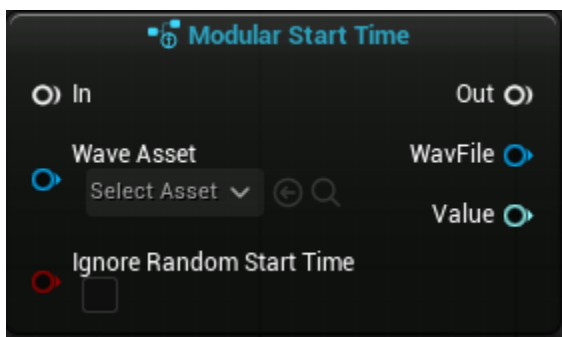 Modular Start Time
In
Out
Wave Asset
WavFile
Select Asset
Value
Ignore Random Start Time